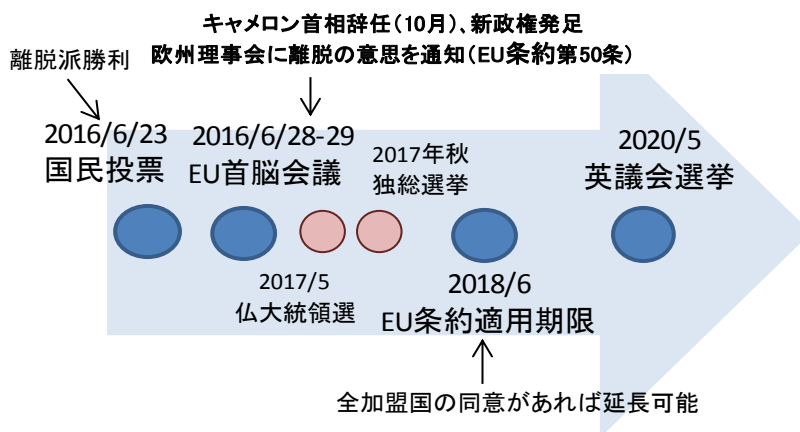 キャメロン首相辞任(10月)、新政権発足
欧州理事会に離脱の意思を通知(EU条約第50条)
離脱派勝利
2016/6/23
国民投票
2016/6/28-29
EU首脳会議
2017年秋
独総選挙
2020/5
英議会選挙
2017/5
仏大統領選
2018/6
EU条約適用期限
全加盟国の同意があれば延長可能